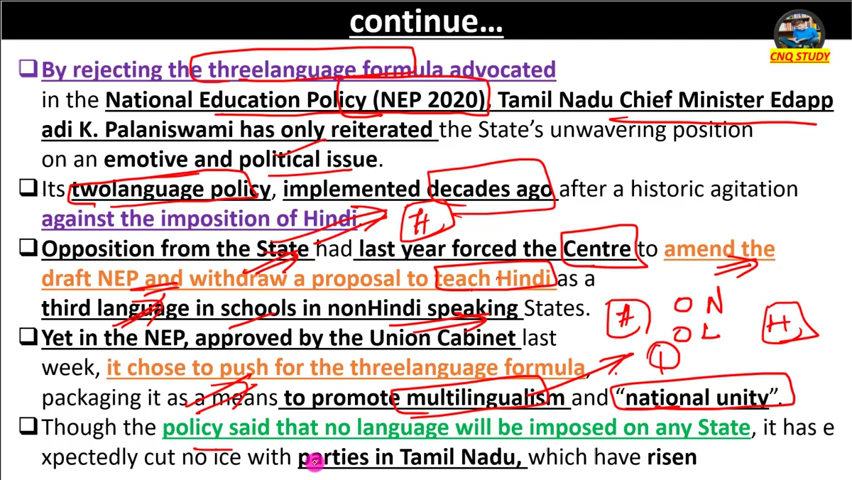 continue...
CNQ STUDY
By rejecting the threelanguage formula advocated
in the National Education Policy (NEP 2020), Tamil Nadu Chief Minister Edapp
adi K. Palaniswami has only reiterated the State's unwavering position
on an emotive and political issue.
Its twolanguage policy, implemented decades ago after a historic agitation
against the imposition of Hindi.
H
Opposition from the State had last year forced the Centre to amend the
draft NEP and withdraw a proposal to teach Hindi as a
third language in schools in nonHindi speaking States.
Yet in the NEP, approved by the Union Cabinet last
week, it chose to push for the threelanguage formula,
packaging it as a means to promote multilingualism and “national unity”.
Though the policy said that no language will be imposed on any State, it has e
xpectedly cut no ice with parties in Tamil Nadu, which have risen